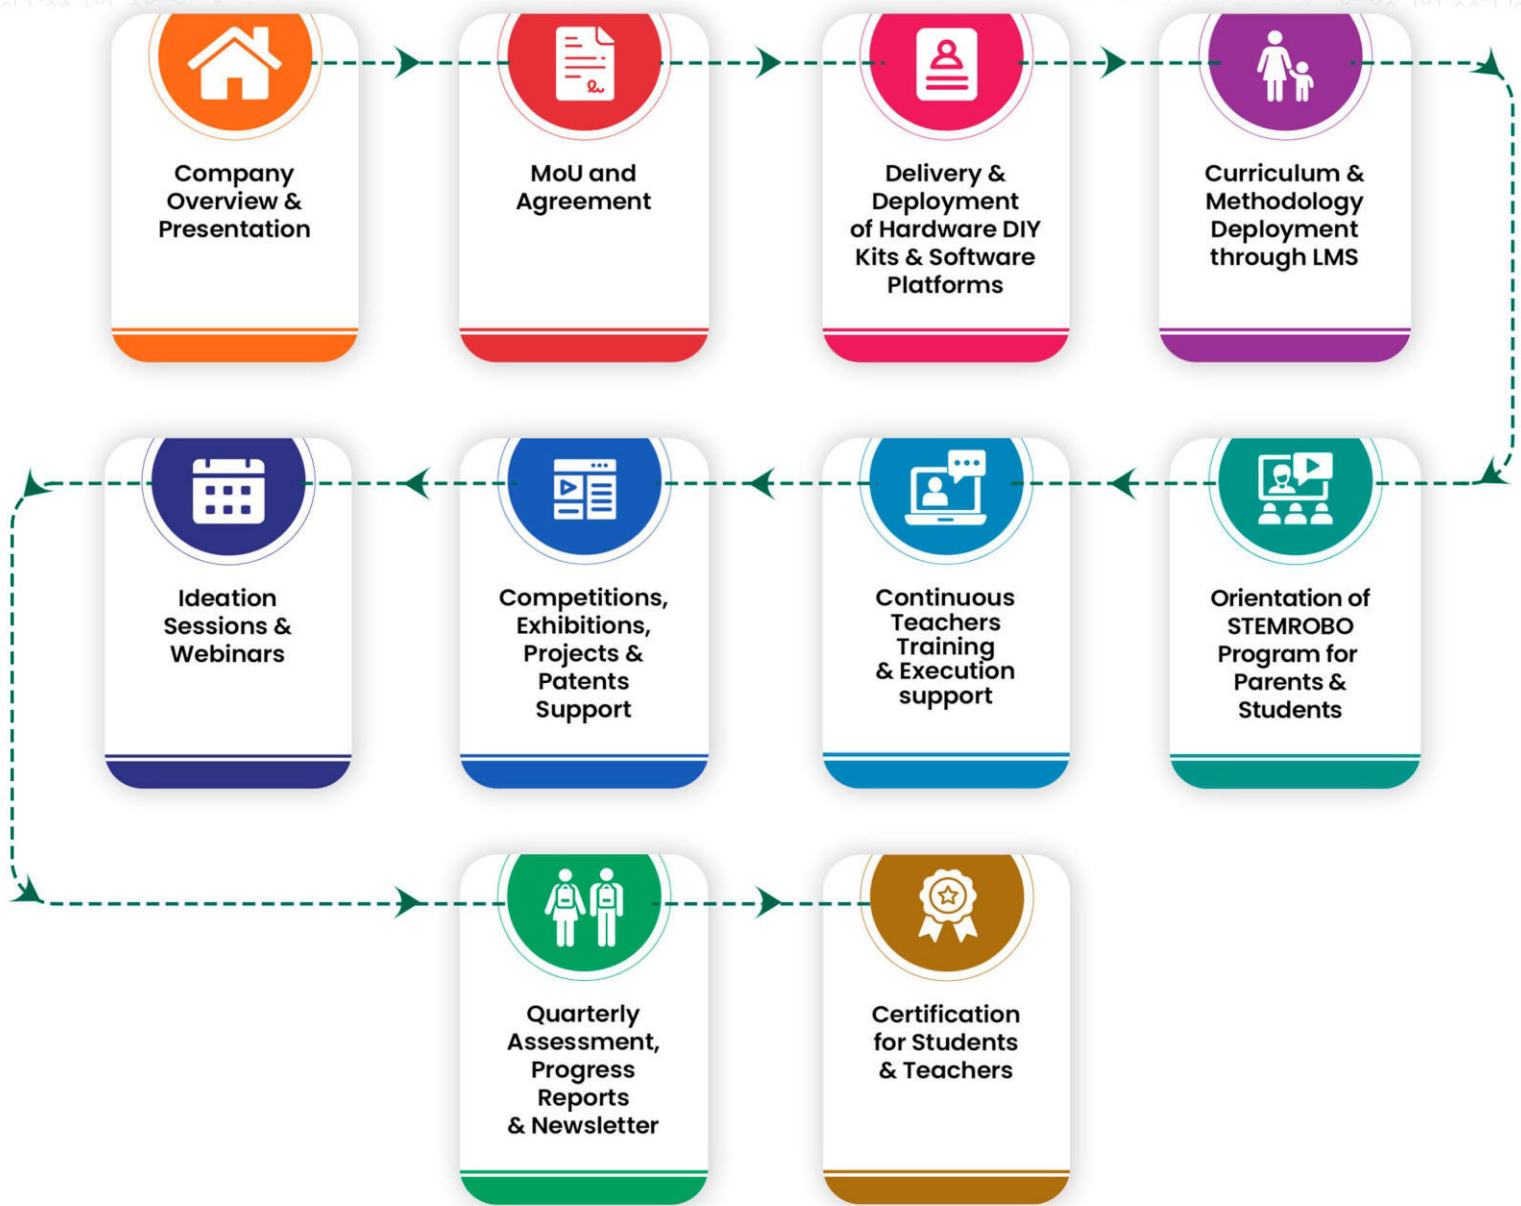 Company
Overview &
Presentation
MoU and
Agreement
Delivery &
Deployment
of Hardware DIY
Kits & Software
Platforms
Curriculum &
Methodology
Deployment
through LMS
Orientation of
STEMROBO
Program for
Parents &
Students
Continuous
Teachers
Training
& Execution
support
Competitions,
Exhibitions,
Projects &
Patents
Support
Ideation
Sessions &
Webinars
Quarterly
Assessment,
Progress
Reports
& Newsletter
Certification
for Students
& Teachers